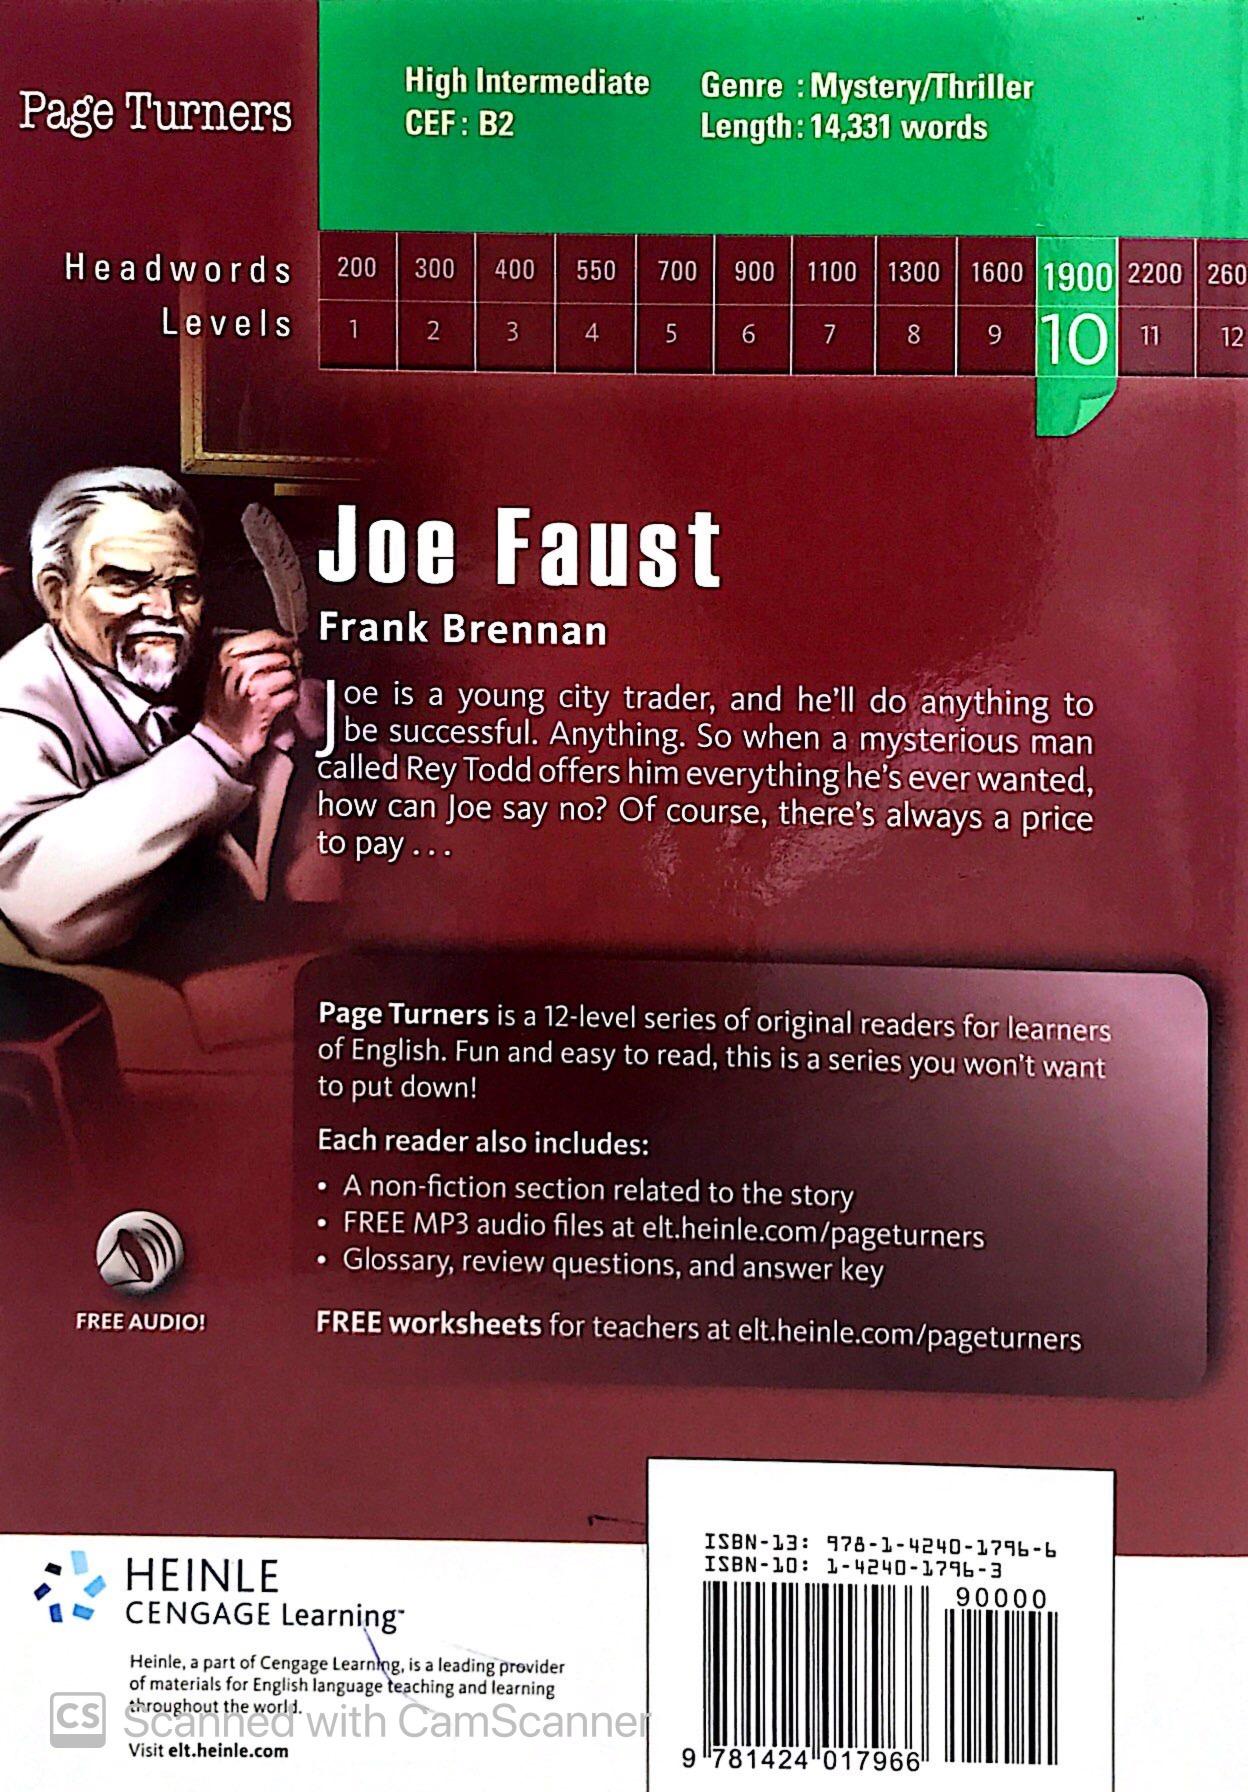 Page Turners
High Intermediate
CEF: B2
Genre : Mystery/Thriller
Length: 14,331 words
Headwords 200 300 400 550 700 900 1100 1300 1600 1900 2200 260
Levels 1 2 3 4 5 6 7 8 9 10 11 12
Joe Faust
Frank Brennan
Joe is a young city trader, and he'll do anything to
be successful. Anything. So when a mysterious man
called Rey Todd offers him everything he's ever wanted,
how can Joe say no? Of course, there's always a price
to pay ...
Page Turners is a 12-level series of original readers for learners
of English. Fun and easy to read, this is a series you won't want
to put down!
Each reader also includes:
• A non-fiction section related to the story
• FREE MP3 audio files at elt.heinle.com/pageturners
• Glossary, review questions, and answer key
FREE AUDIO!
FREE worksheets for teachers at elt.heinle.com/pageturners
ISBN-13: 978-1-4240-1796-6
ISBN-10: 1-4240-1796-3
90000
9 781424 017966
HEINLE
CENGAGE Learning™
Heinle, a part of Cengage Learning, is a leading provider
of materials for English language teaching and learning
throughout the world.
CS Scanned with CamScanner
Visit elt.heinle.com